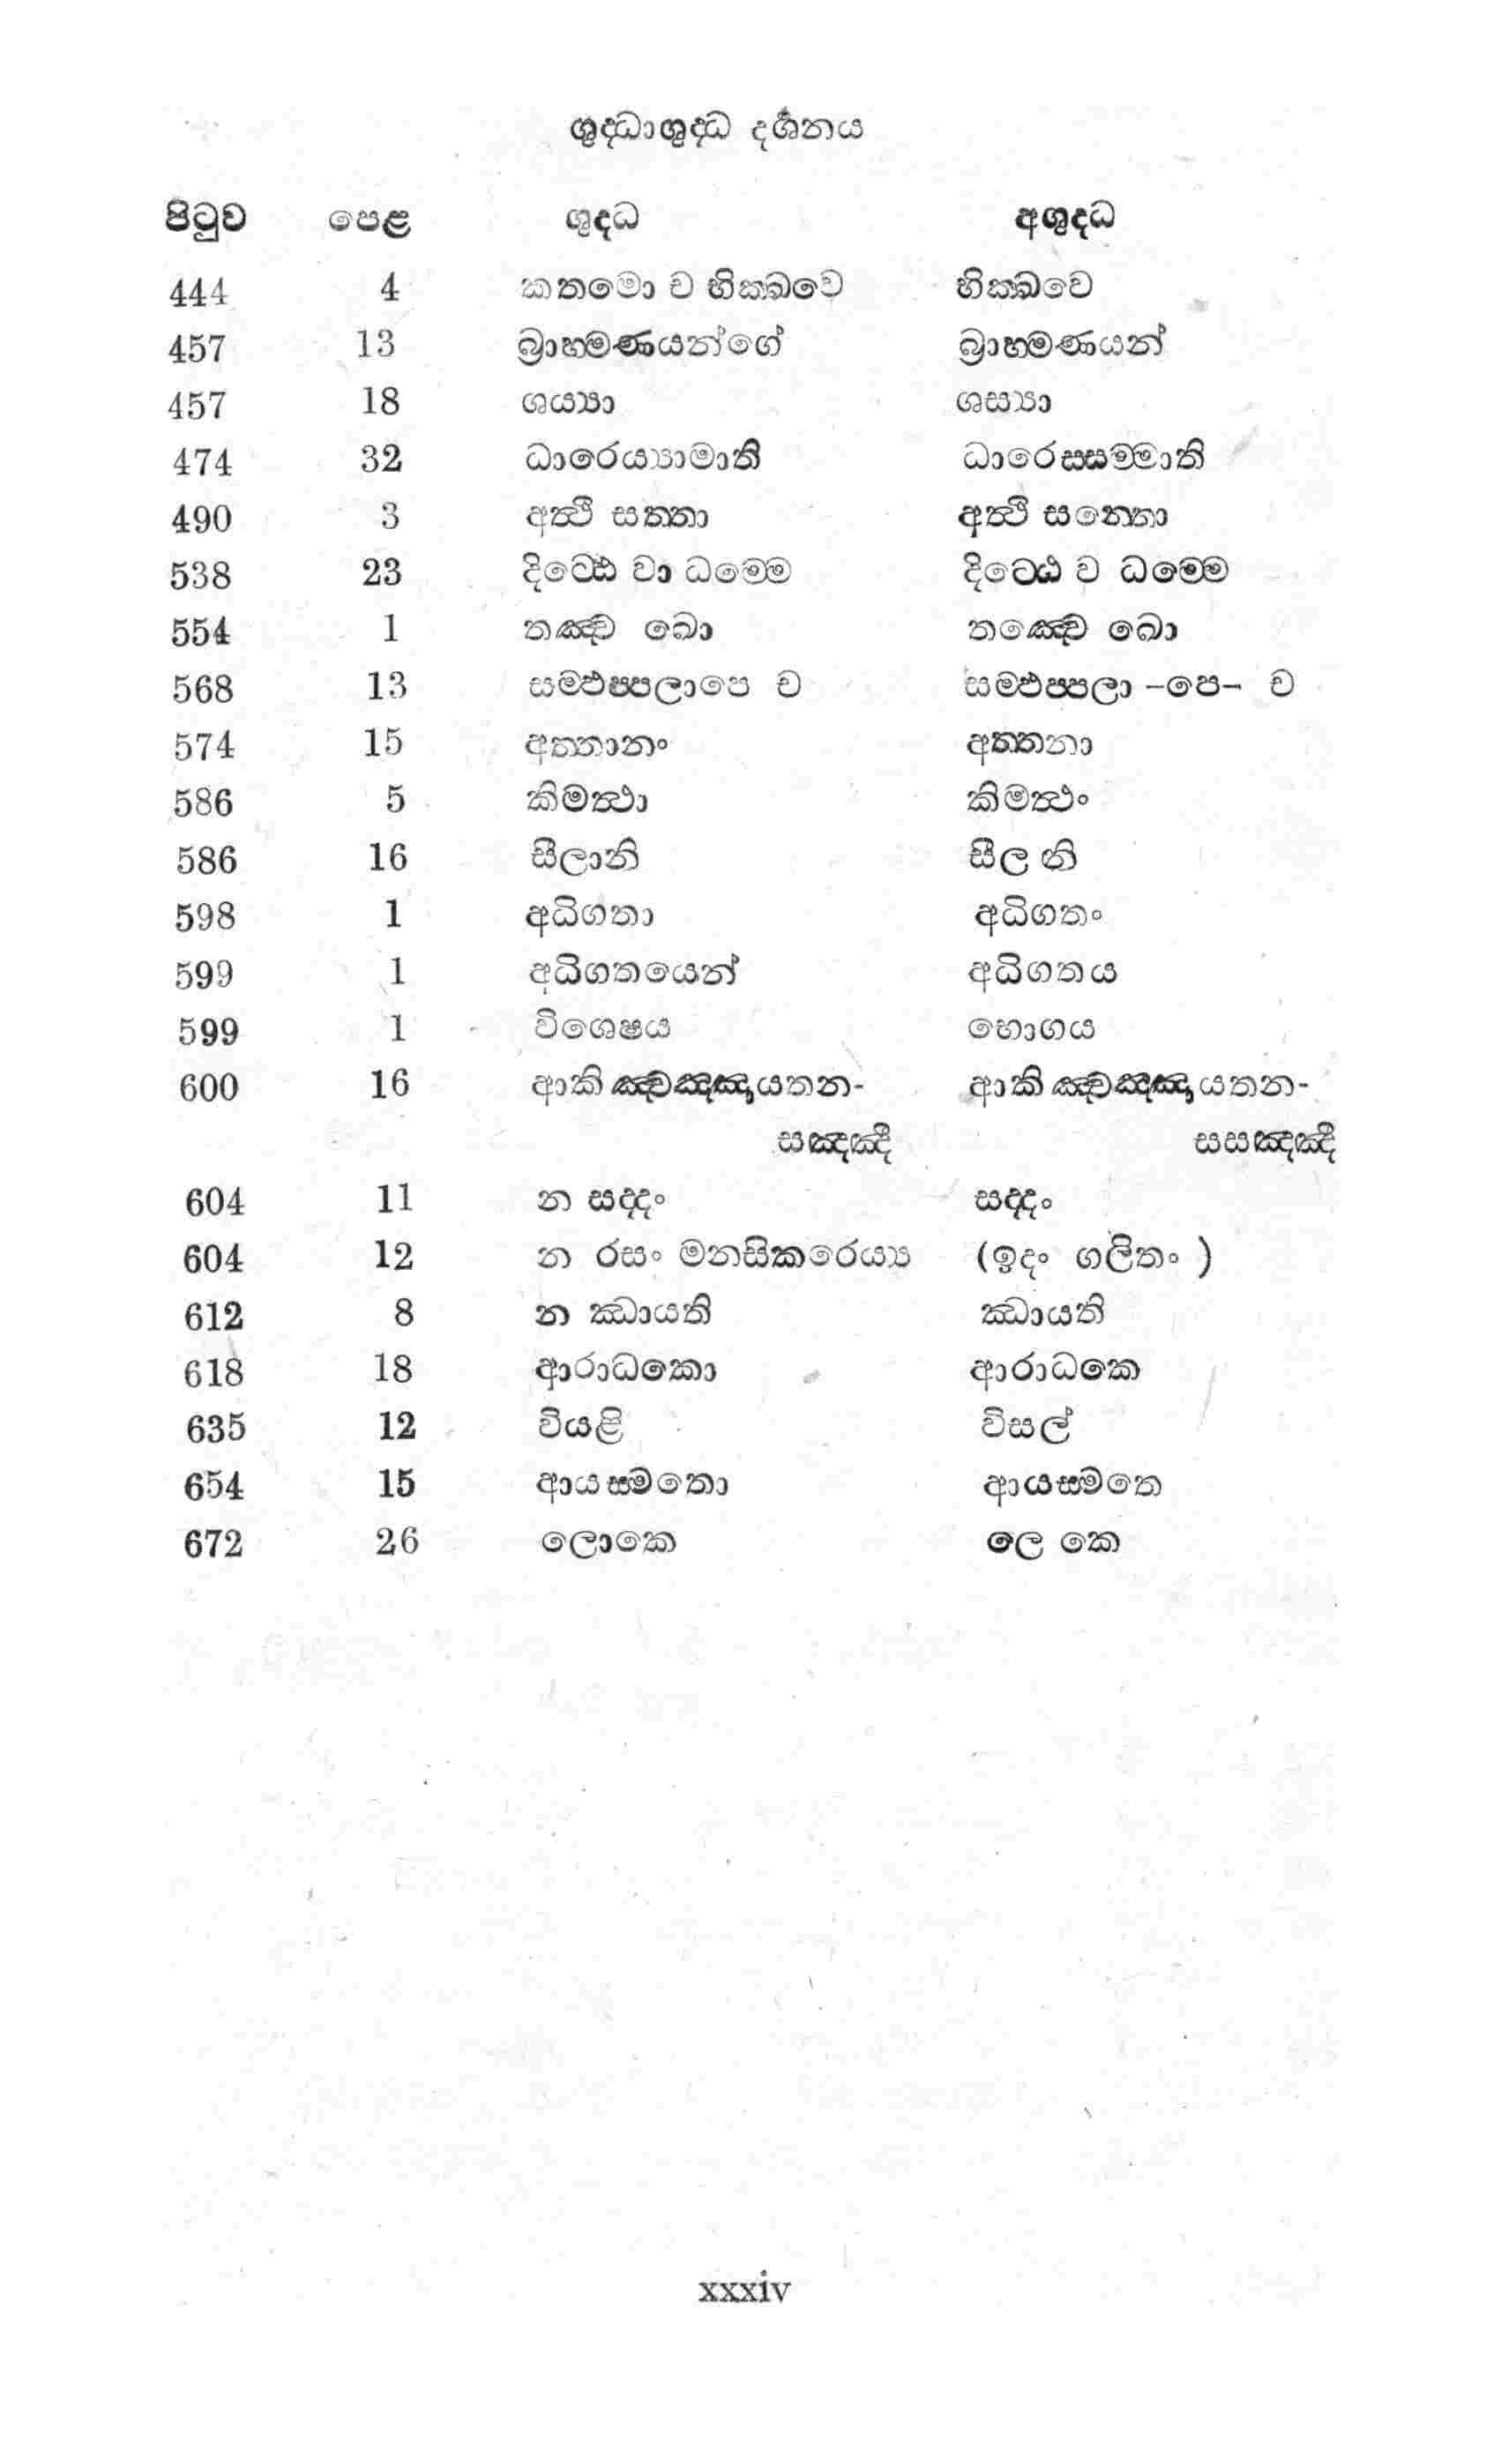 ශුද්ධාශුද්ධ දර්ශනය
පිටුව පෙළ ශුද්ධ අශුද්ධ
444 4 කතමො ච භික්ඛවෙ භික්ඛවෙ
457 13 බ්‍රාහ්මණයන්ගේ බ්‍රාහ්මණයන්
457 18 ශය්‍යා ශස්‍යා
474 32 ධාරෙය්‍යාමාති ධාරෙස්සම්මාති
490 3 අත්ථි සත්තා අත්ථි සත්තො
538 23 දිට්ඨෙ වා ධම්මෙ දිට්ඨෙ ව ධම්මෙ
554 1 තඤ්ච ඛො තඤ්චෙ ඛො
568 13 සම්ඵප්පලාපෙ ච සම්ඵප්පලා -පෙ- ච
574 15 අත්තානං අත්තනා
586 5 කිමත්ථා කිමත්ථං
586 16 සීලානි සීල නි
598 1 අධිගතා අධිගතං
599 1 අධිගතයෙන් අධිගතය
599 1 විශෙෂය භොගය
600 16 ආකිඤ්චඤ්ඤායතන- ආකිඤ්චඤ්ඤායතන-
සඤ්ඤී සසඤ්ඤී
604 11 න සද්දං සද්දං
604 12 න රසං මනසිකරෙය්‍ය (ඉදං ගලිතං )
612 8 න ඣායති ඣායති
618 18 ආරාධකො ආරාධකෙ
635 12 වියළි විසල්
654 15 ආයස්මතො ආයස්මතෙ
672 26 ලොකෙ ලෙ කෙ
xxxiv